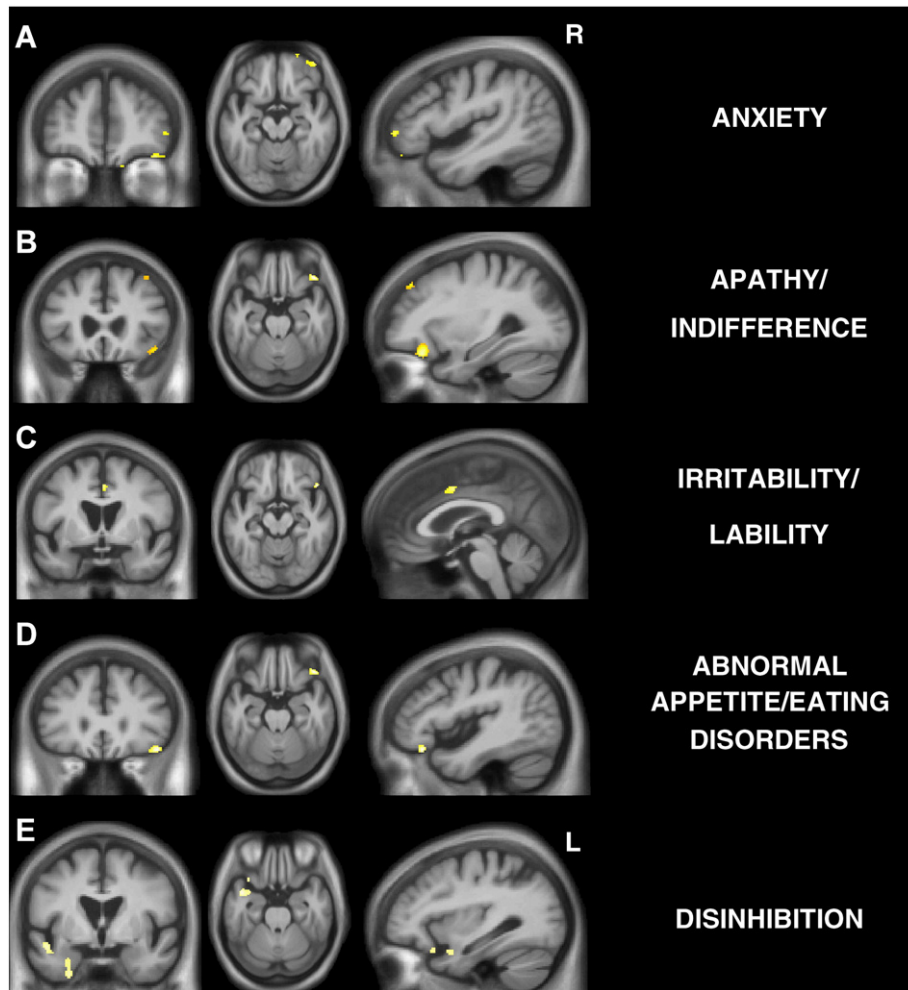 A
R
ANXIETY
B
APATHY/
INDIFFERENCE
C
IRRITABILITY/
LABILITY
D
ABNORMAL
APPETITE/EATING
DISORDERS
E
L
DISINHIBITION